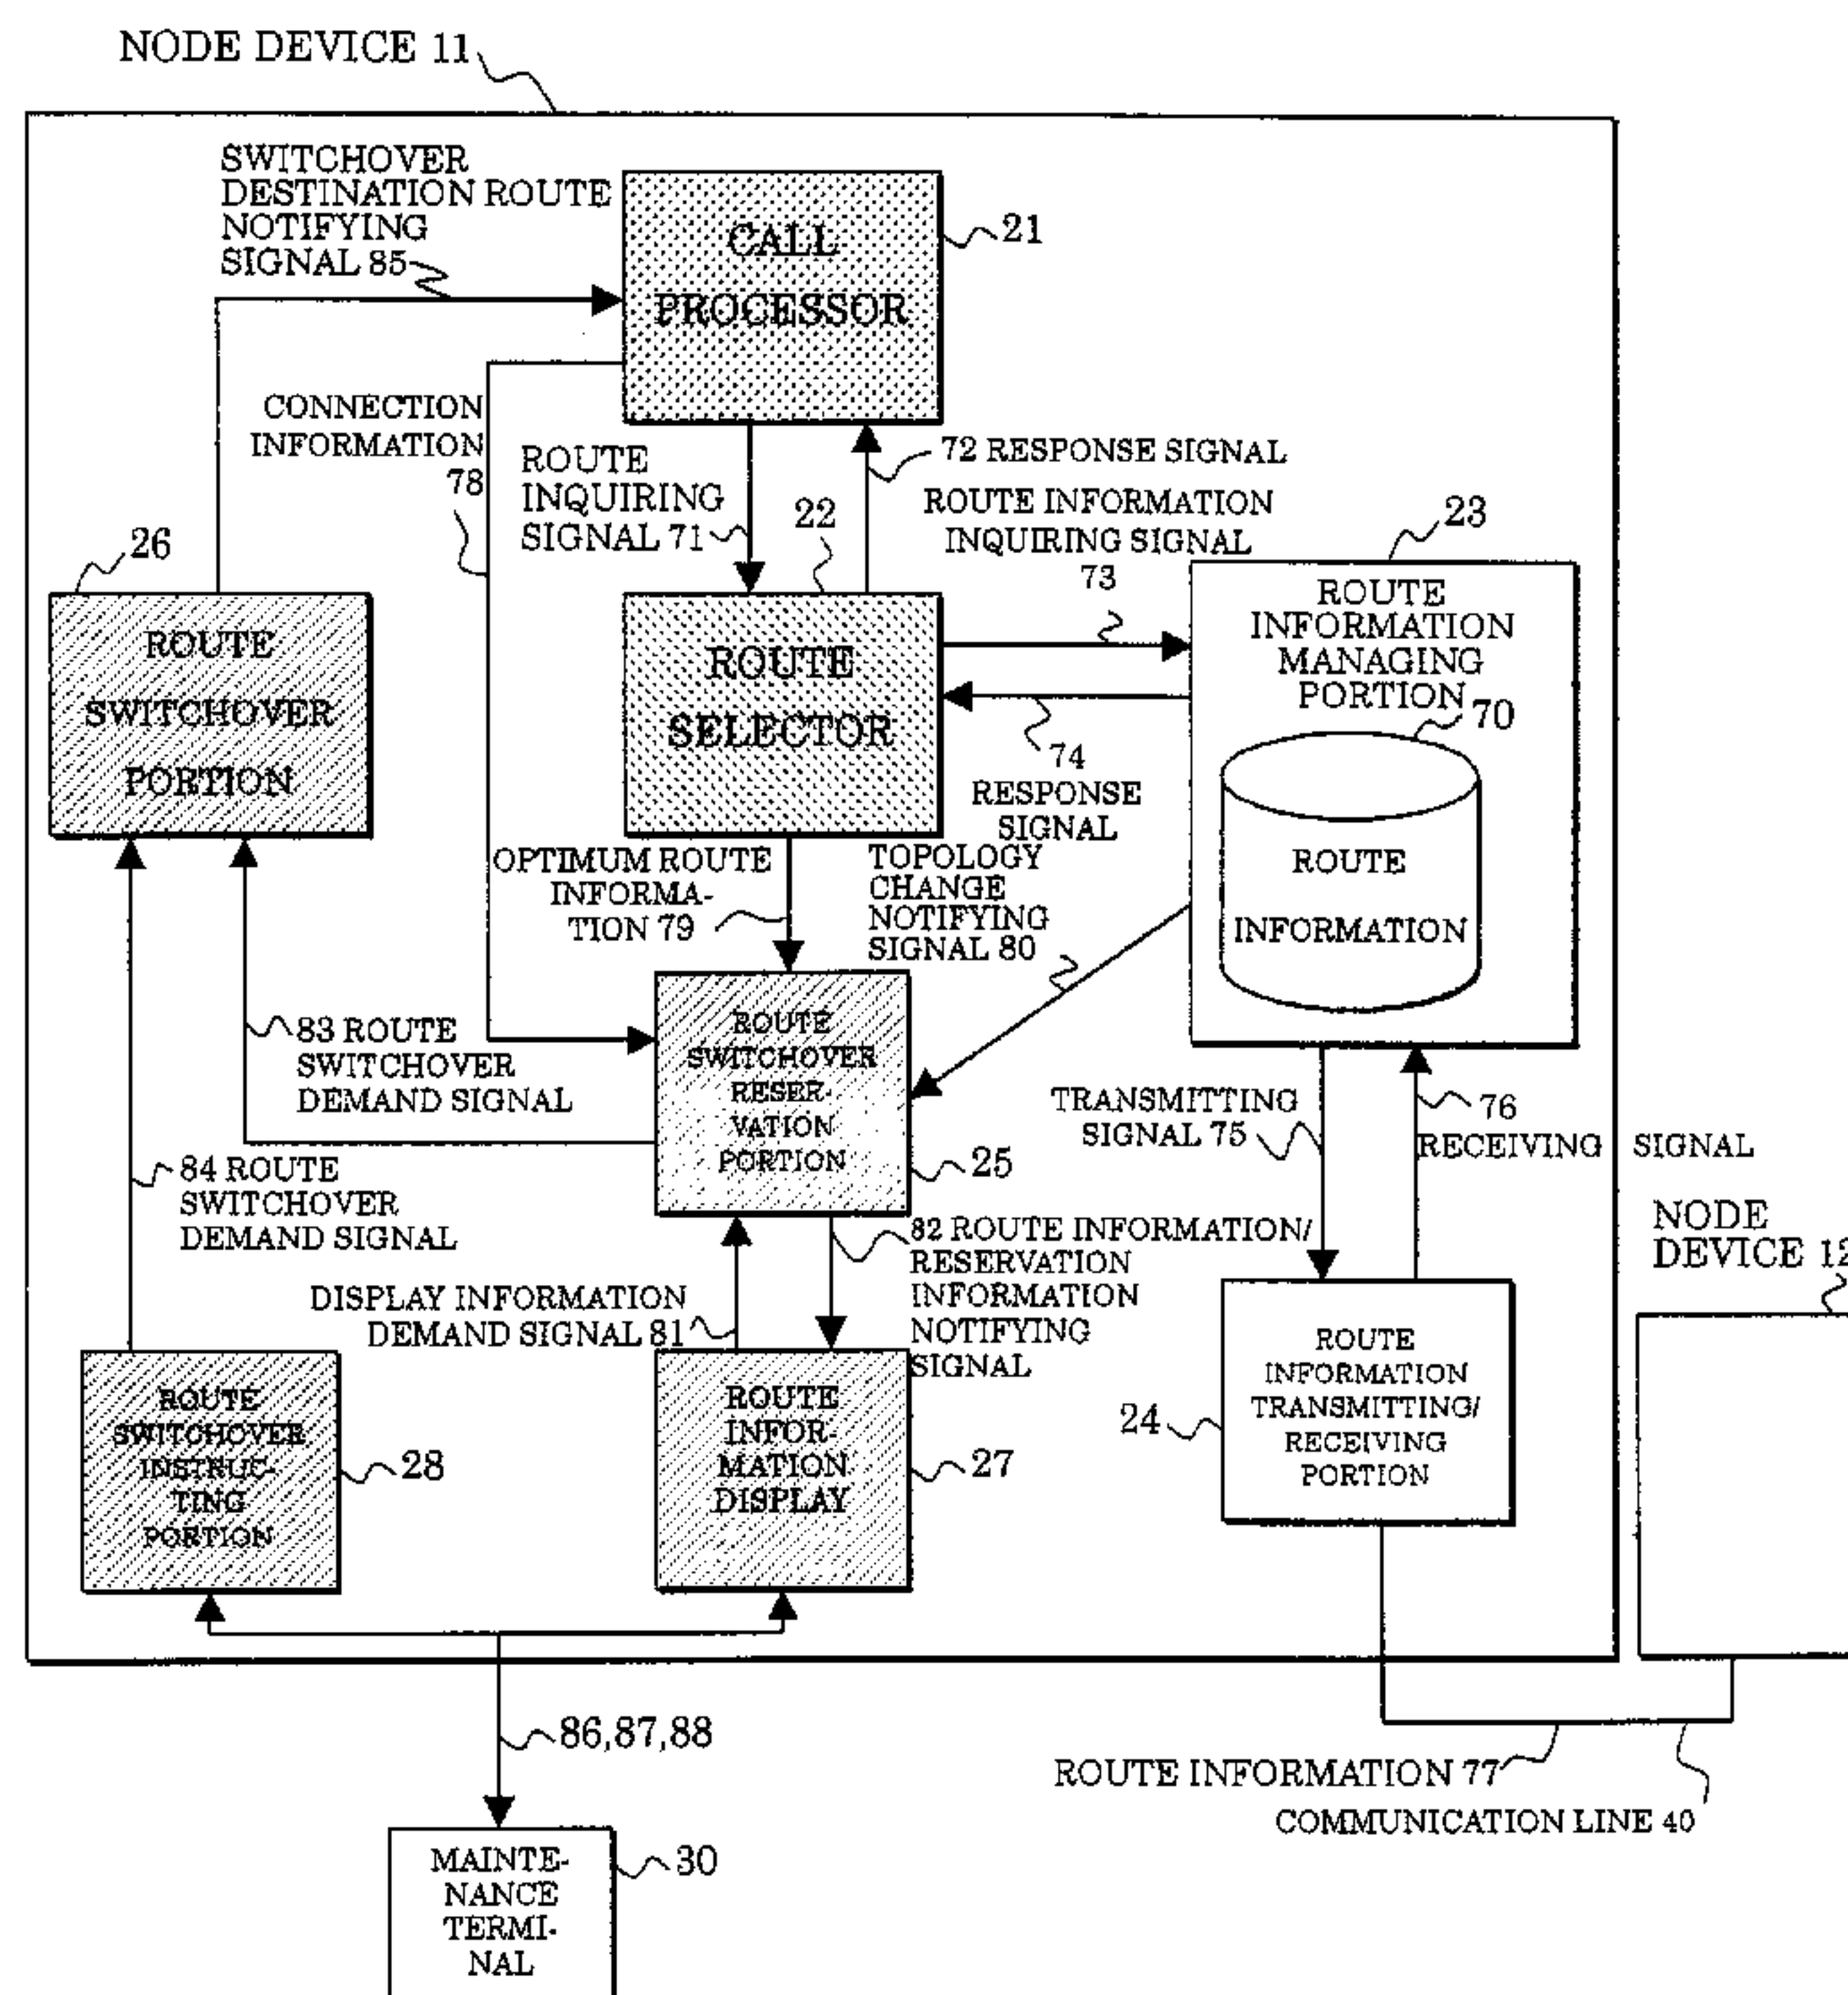 NODE DEVICE 11
SWITCHOVER
DESTINATION ROUTE
NOTIFYING
SIGNAL 85
CALL
PROCESSOR
21
CONNECTION
INFORMATION
78
ROUTE
INQUIRING
SIGNAL 71
72 RESPONSE SIGNAL
22
ROUTE INFORMATION
INQUIRING SIGNAL
73
23
26
ROUTE
SWITCHOVER
PORTION
ROUTE
SELECTOR
ROUTE
INFORMATION
MANAGING
PORTION
70
74
RESPONSE
SIGNAL
ROUTE
INFORMATION
OPTIMUM ROUTE
INFORMA-
TION 79
TOPOLOGY
CHANGE
NOTIFYING
SIGNAL 80
83 ROUTE
SWITCHOVER
DEMAND SIGNAL
ROUTE
SWITCHOVER
RESER-
VATION
PORTION
25
TRANSMITTING
SIGNAL 75
76
RECEIVING SIGNAL
84 ROUTE
SWITCHOVER
DEMAND SIGNAL
NODE
DEVICE 12
82 ROUTE INFORMATION/
RESERVATION
INFORMATION
NOTIFYING
SIGNAL
DISPLAY INFORMATION
DEMAND SIGNAL 81
ROUTE
SWITCHOVER
INSTRUC-
TING
PORTION
28
ROUTE
INFOR-
MATION
DISPLAY
27
24
ROUTE
INFORMATION
TRANSMITTING/
RECEIVING
PORTION
86,87,88
ROUTE INFORMATION 77
COMMUNICATION LINE 40
MAINTE-
NANCE
TERMI-
NAL
30